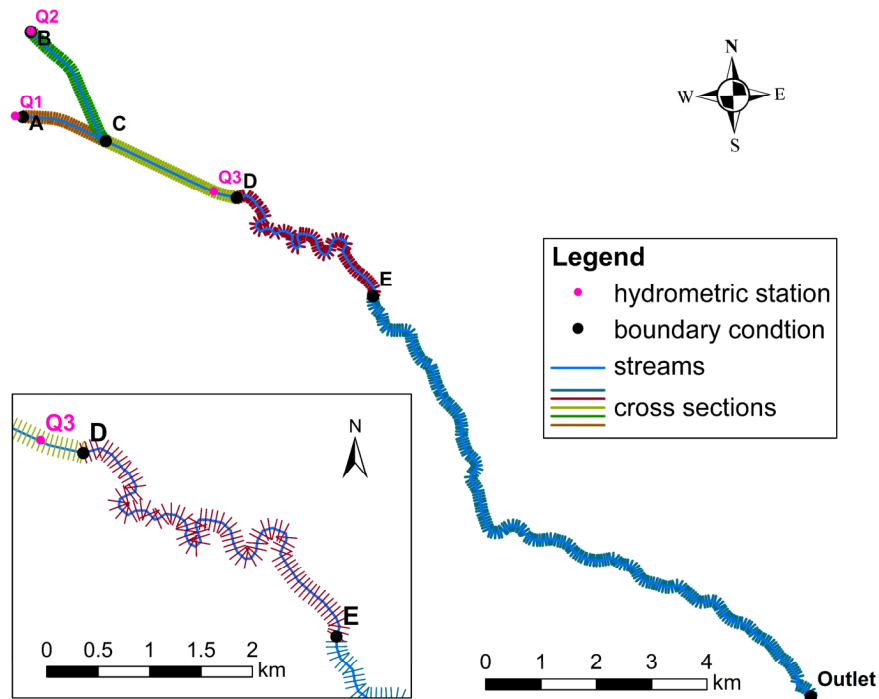 Q2
B
Q1
A
C
Q3
D
E
N
W
E
S
Legend
hydrometric station
boundary condtion
streams
cross sections
Q3
D
N
E
0 0.5 1 1.5 2
km
0 1 2 3 4
km
Outlet